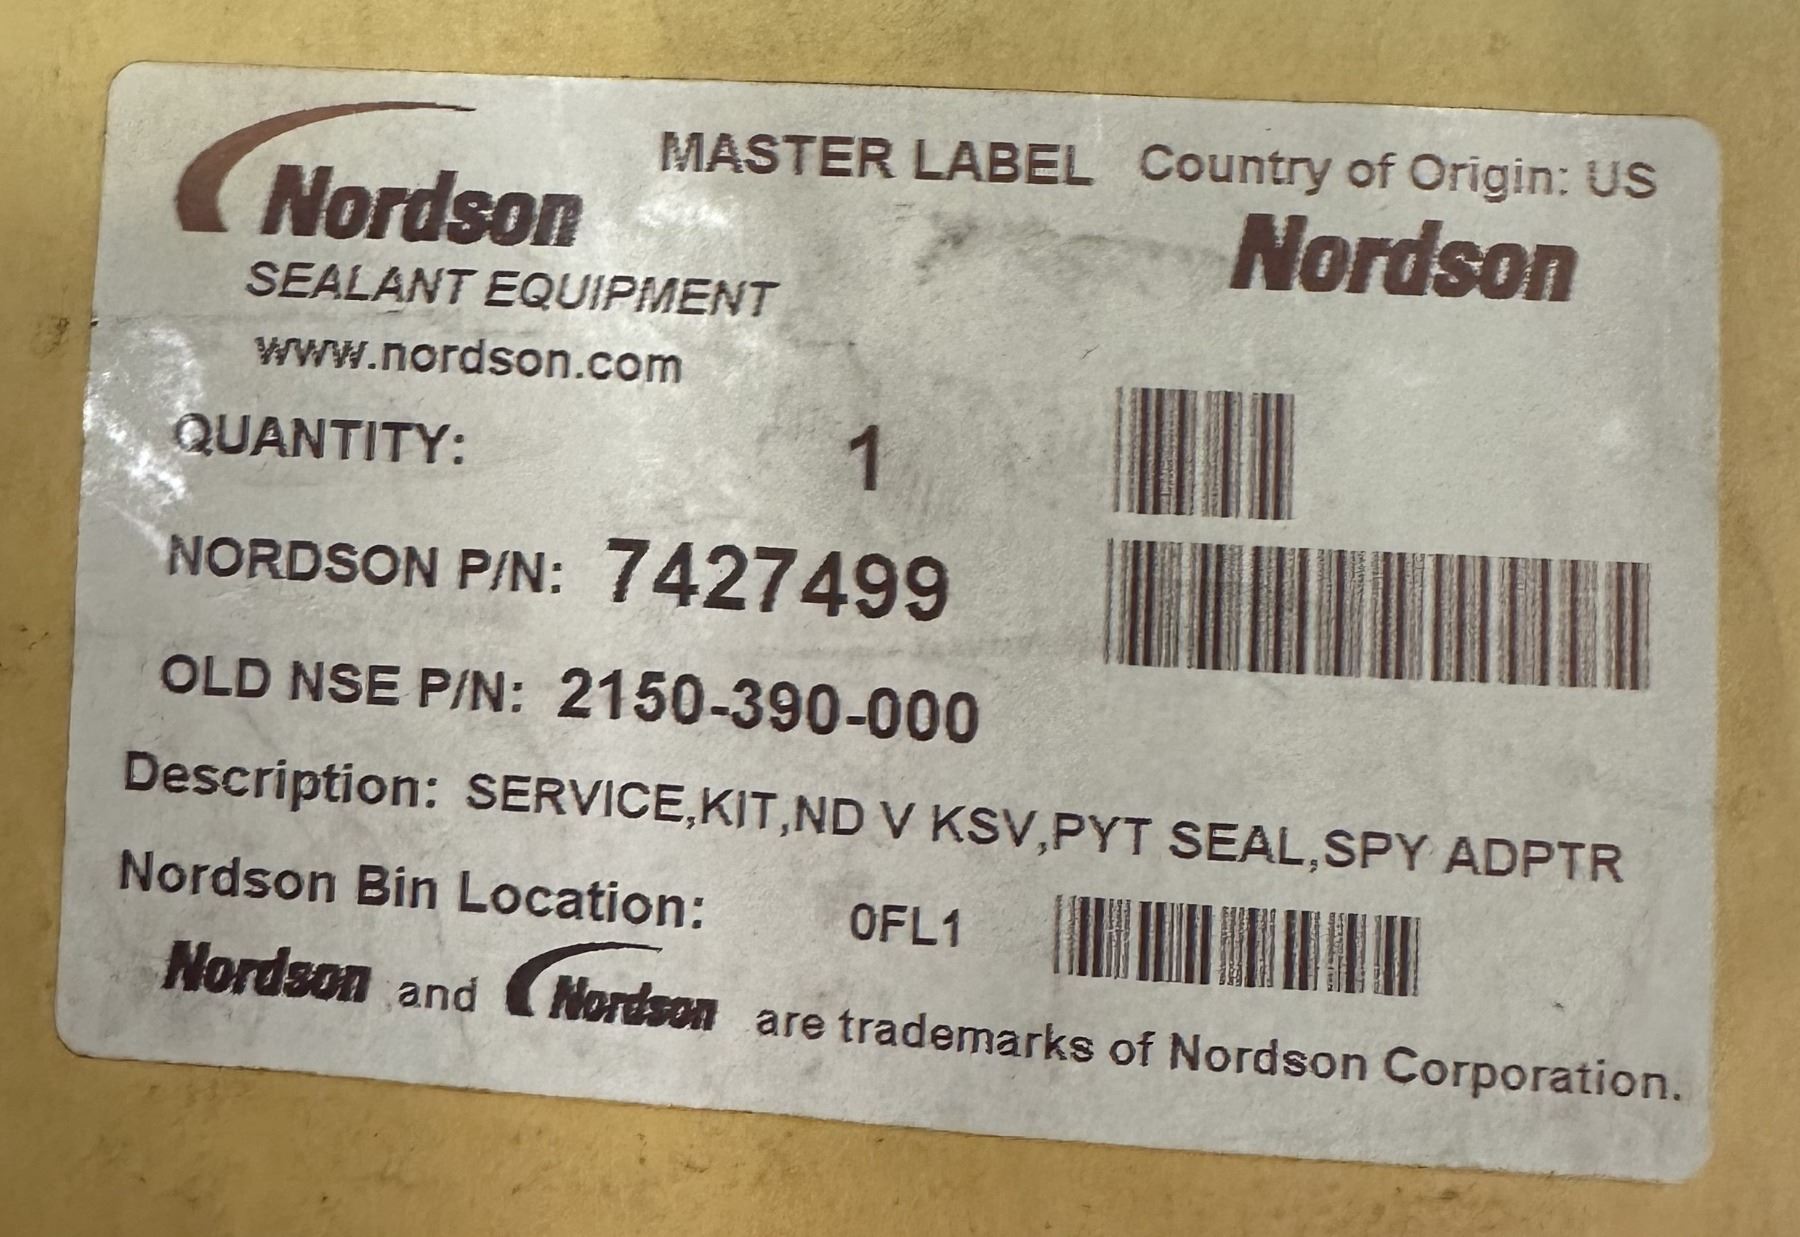 MASTER LABEL Country of Origin: US
Nordson Nordson
SEALANT EQUIPMENT
www.nordson.com
QUANTITY: 1
NORDSON P/N: 7427499
OLD NSE P/N: 2150-390-000
Description: SERVICE,KIT,ND V KSV,PYT SEAL,SPY ADPTR
Nordson Bin Location: 0FL1
Nordson and Nordson are trademarks of Nordson Corporation.